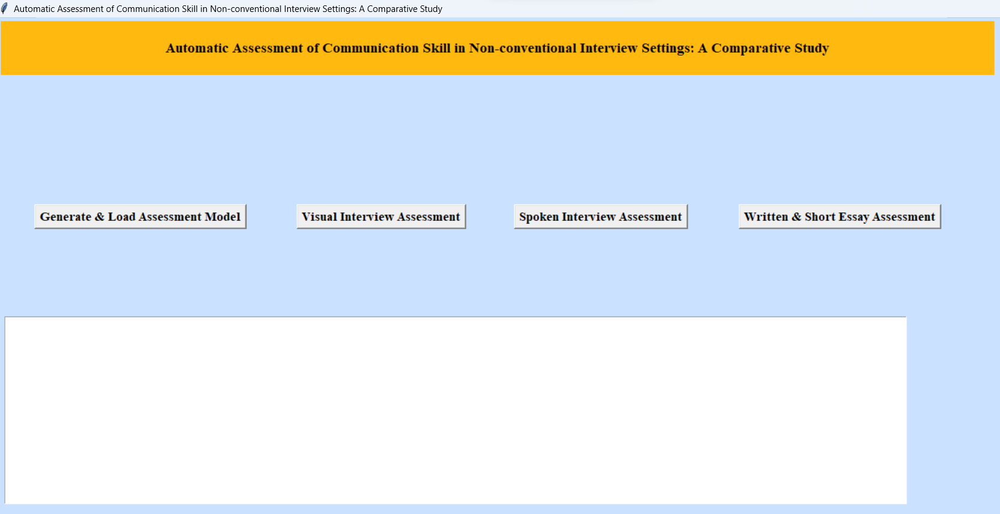 Automatic Assessment of Communication Skill in Non-conventional Interview Settings: A Comparative Study
Automatic Assessment of Communication Skill in Non-conventional Interview Settings: A Comparative Study
Generate & Load Assessment Model
Visual Interview Assessment
Spoken Interview Assessment
Written & Short Essay Assessment